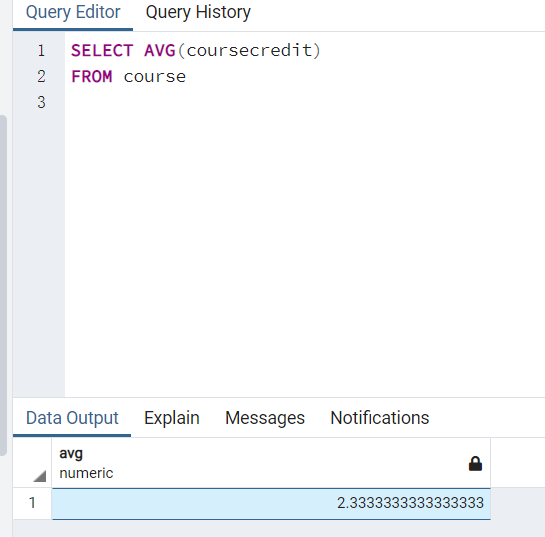 Query Editor Query History
1 SELECT AVG(coursecredit)
2 FROM course
3
Data Output Explain Messages Notifications
avg
numeric
1 2.3333333333333333